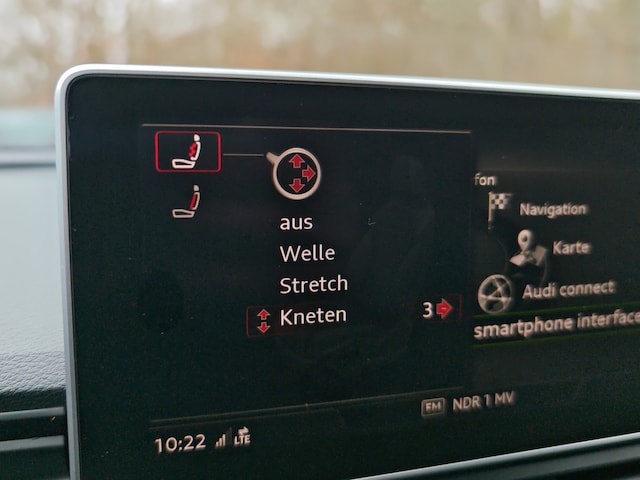 fon
Navigation
aus
Welle
Karte
Stretch
Audi connect
Kneten 3
smartphone interface
FM NDR 1 MV
10:22 LTE